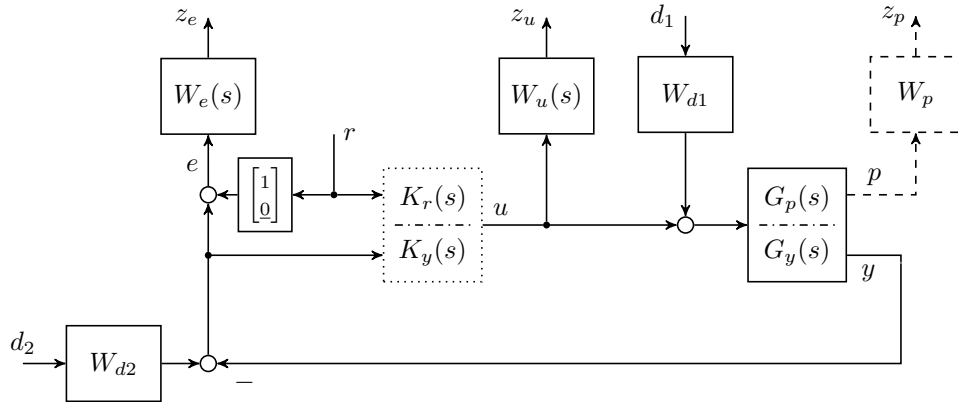 z_e z_u d_1 z_p
W_e(s) W_u(s) W_{d1} W_p
r
e [1 0̲] K_r(s) G_p(s) p
u
K_y(s) G_y(s) y
d_2 W_{d2}
−